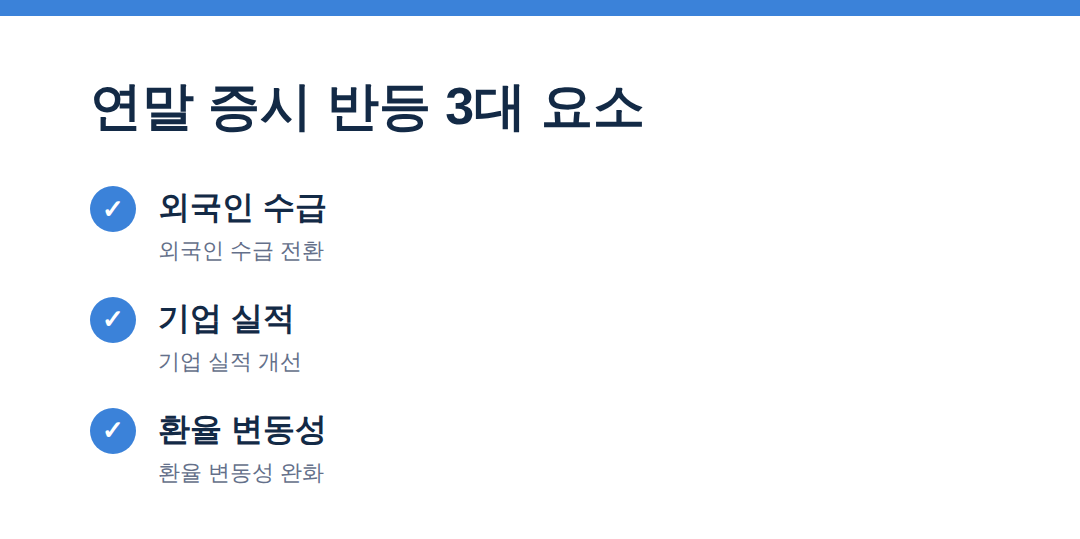 연말 증시 반등 3대 요소
✓ 외국인 수급
외국인 수급 전환
✓ 기업 실적
기업 실적 개선
✓ 환율 변동성
환율 변동성 완화